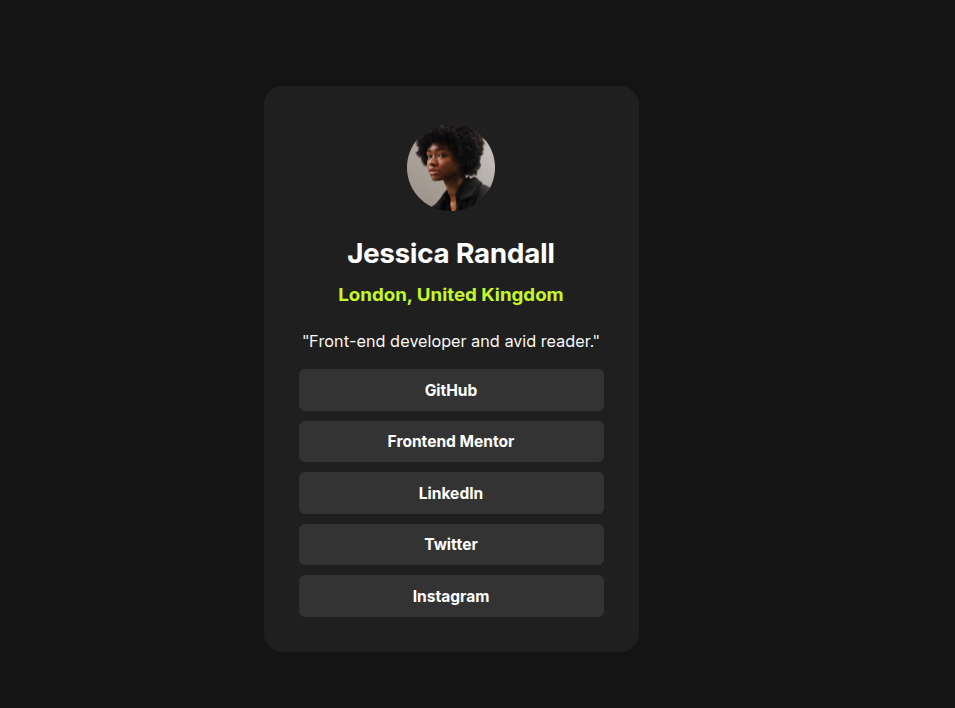 Jessica Randall
London, United Kingdom
"Front-end developer and avid reader."
GitHub
Frontend Mentor
LinkedIn
Twitter
Instagram